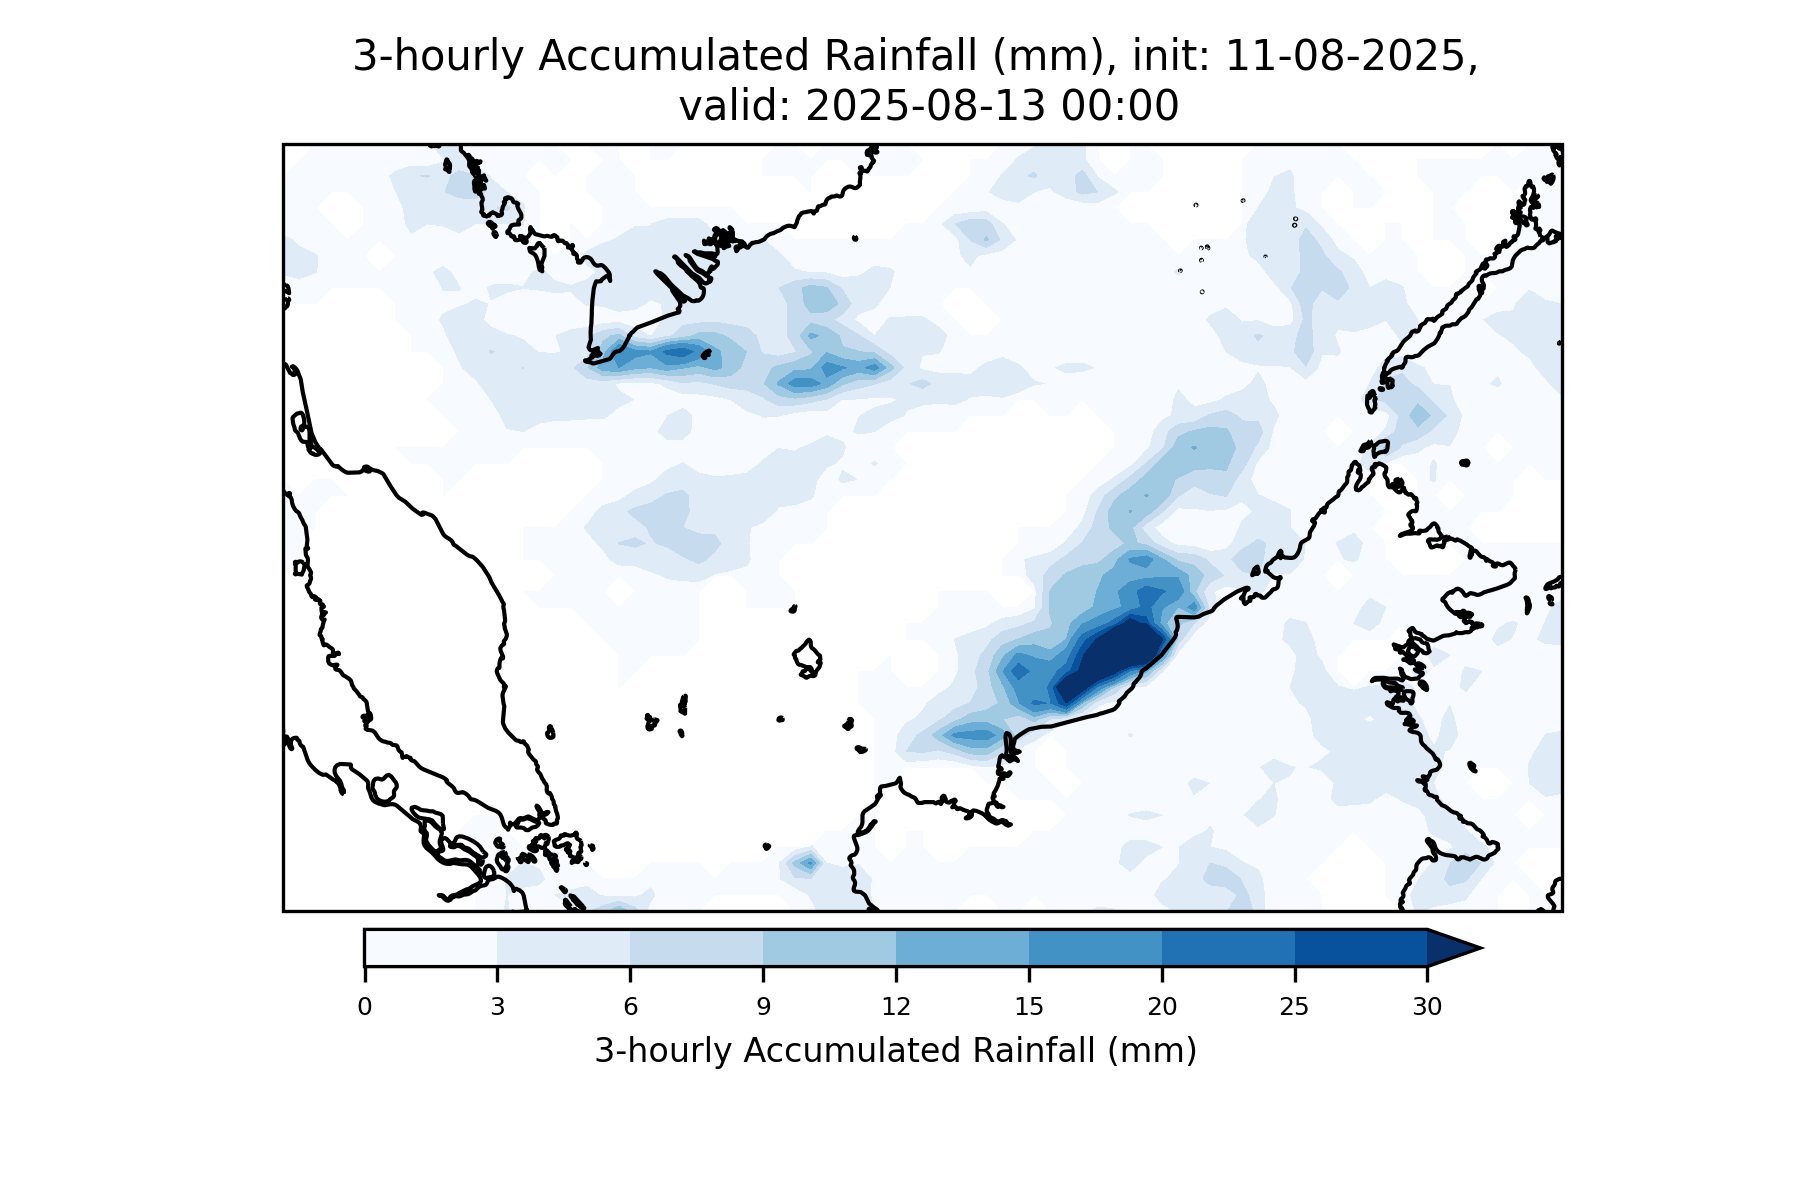 3-hourly Accumulated Rainfall (mm), init: 11-08-2025,
valid: 2025-08-13 00:00
0 3 6 9 12 15 20 25 30
3-hourly Accumulated Rainfall (mm)